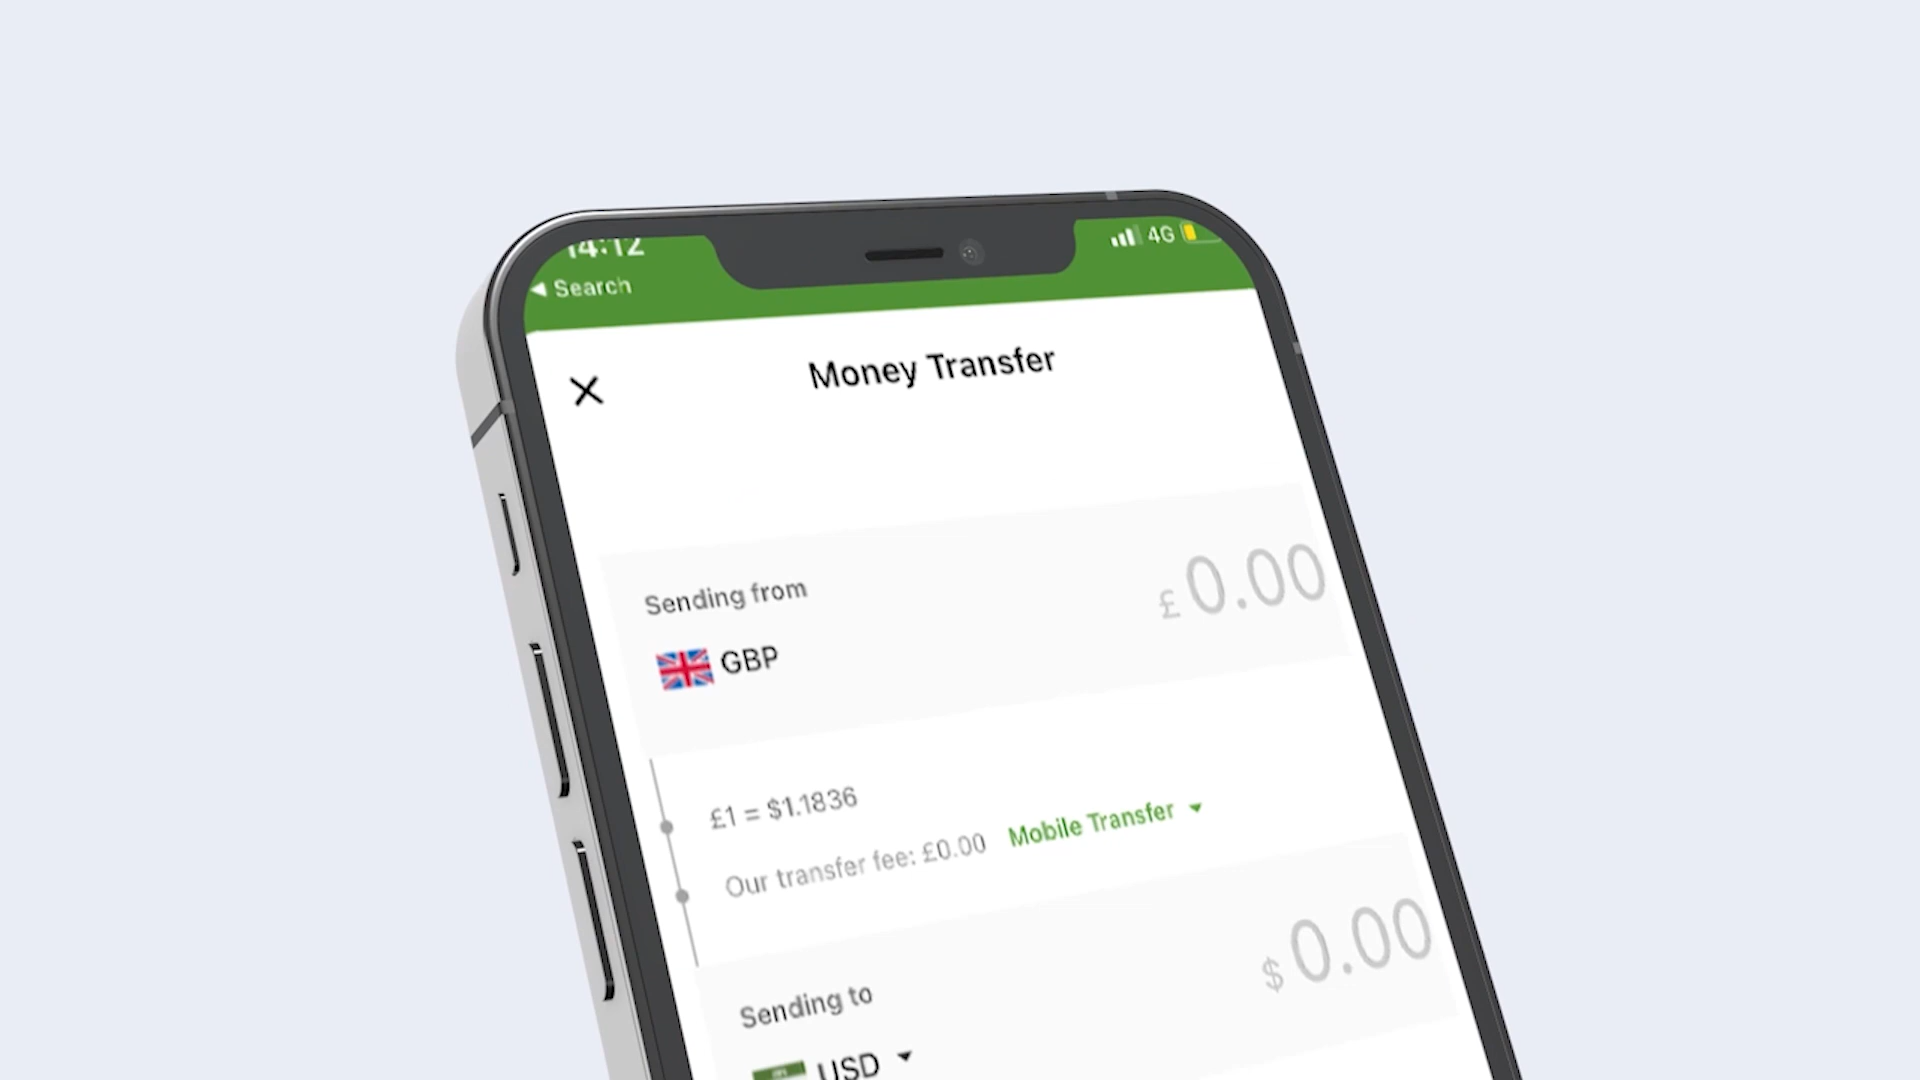 14:12
4G
◀ Search
Money Transfer
Sending from
£0.00
GBP
£1 = $1.1836
Our transfer fee: £0.00 Mobile Transfer
Sending to
$0.00
USD